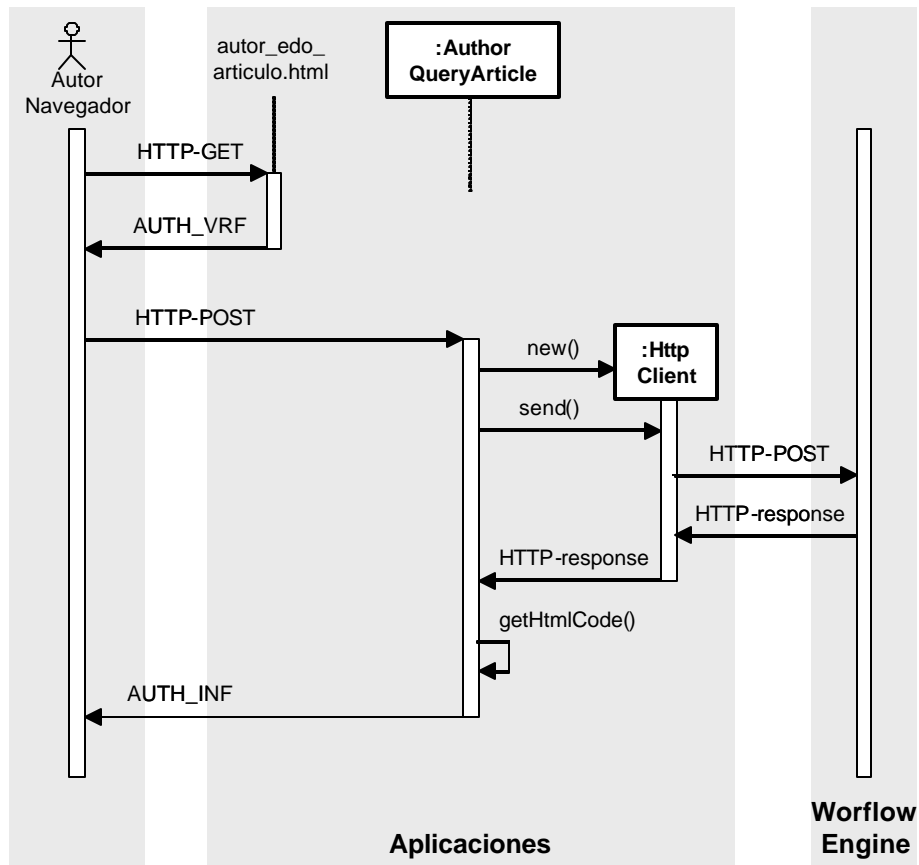 Autor
Navegador
autor_edo_
articulo.html
:Author
QueryArticle
HTTP-GET
AUTH_VRF
HTTP-POST
new()
:Http
Client
send()
HTTP-POST
HTTP-response
HTTP-response
getHtmlCode()
AUTH_INF
Aplicaciones
Worflow
Engine